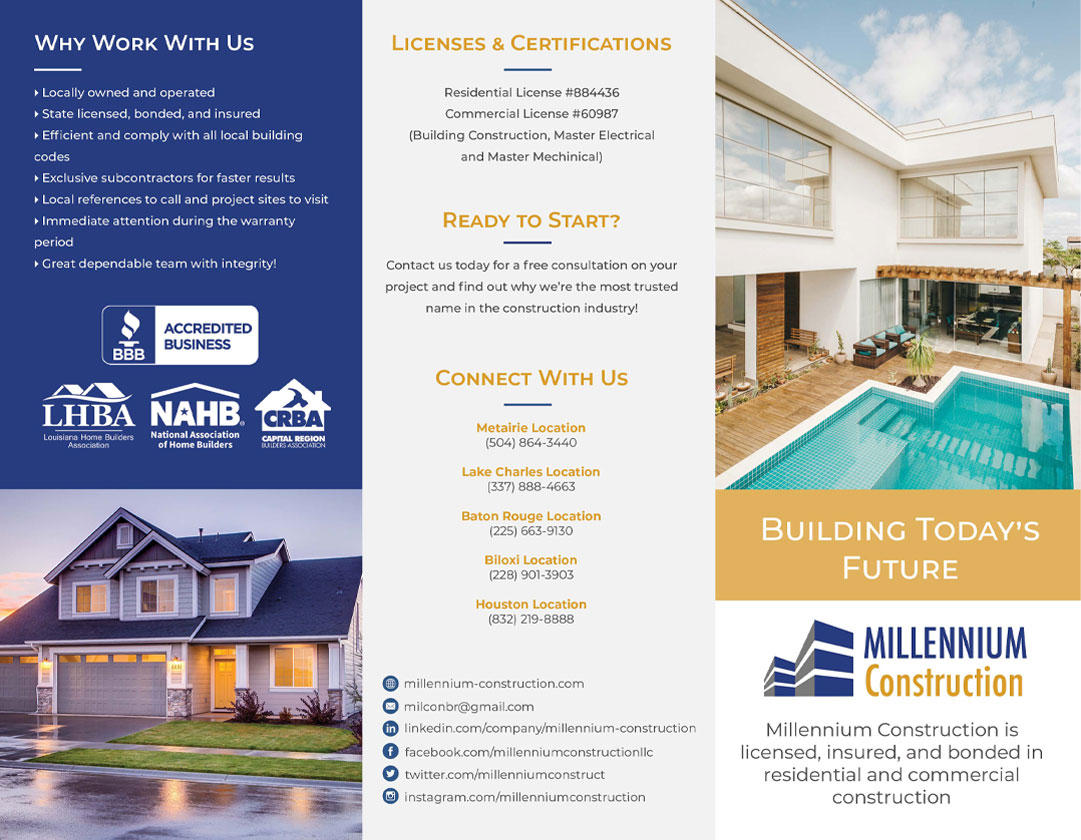 Why Work With Us
Locally owned and operated
State licensed, bonded, and insured
Efficient and comply with all local building
codes
Exclusive subcontractors for faster results
Local references to call and project sites to visit
Immediate attention during the warranty
period
Great dependable team with integrity!
BBB
ACCREDITED
BUSINESS
LHBA
Louisiana Home Builders
Association
NAHB®
National Association
of Home Builders
CRBA
CAPITAL REGION
BUILDERS ASSOCIATION
Licenses & Certifications
Residential License #884436
Commercial License #60987
(Building Construction, Master Electrical
and Master Mechinical)
Ready to Start?
Contact us today for a free consultation on your
project and find out why we're the most trusted
name in the construction industry!
Connect With Us
Metairie Location
(504) 864-3440
Lake Charles Location
(337) 888-4663
Baton Rouge Location
(225) 663-9130
Biloxi Location
(228) 901-3903
Houston Location
(832) 219-8888
millennium-construction.com
milconbr@gmail.com
in linkedin.com/company/millennium-construction
f facebook.com/millenniumconstructionllc
twitter.com/millenniumconstruct
instagram.com/millenniumconstruction
Building Today's
Future
MILLENNIUM
Construction
Millennium Construction is
licensed, insured, and bonded in
residential and commercial
construction